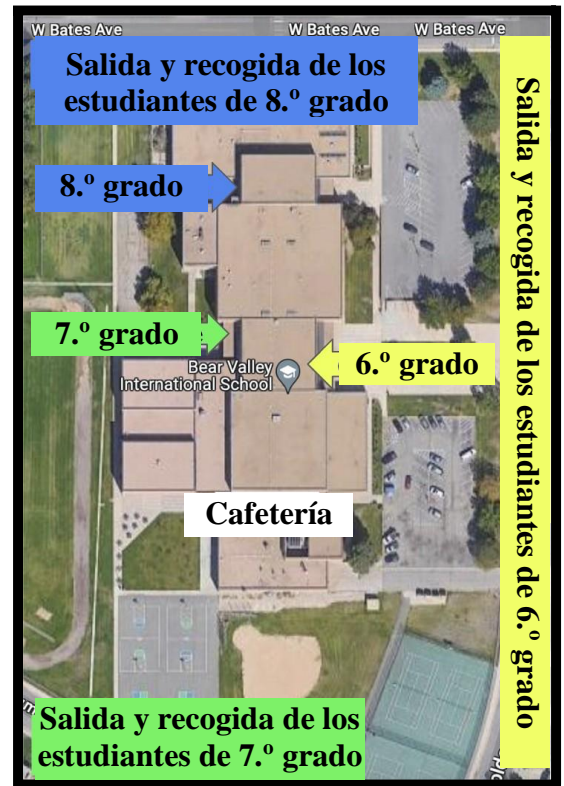 W Bates Ave
W Bates Ave
W Bates Ave
Salida y recogida de los
estudiantes de 8.º grado
8.º grado
7.º grado
6.º grado
Bear Valley
International School
Cafetería
Salida y recogida de los estudiantes de 6.º grado
Salida y recogida de los
estudiantes de 7.º grado